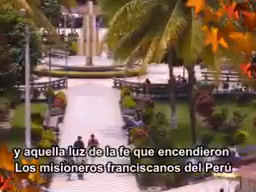 y aquella luz de la fe que encendieron
Los misioneros franciscanos del Perú